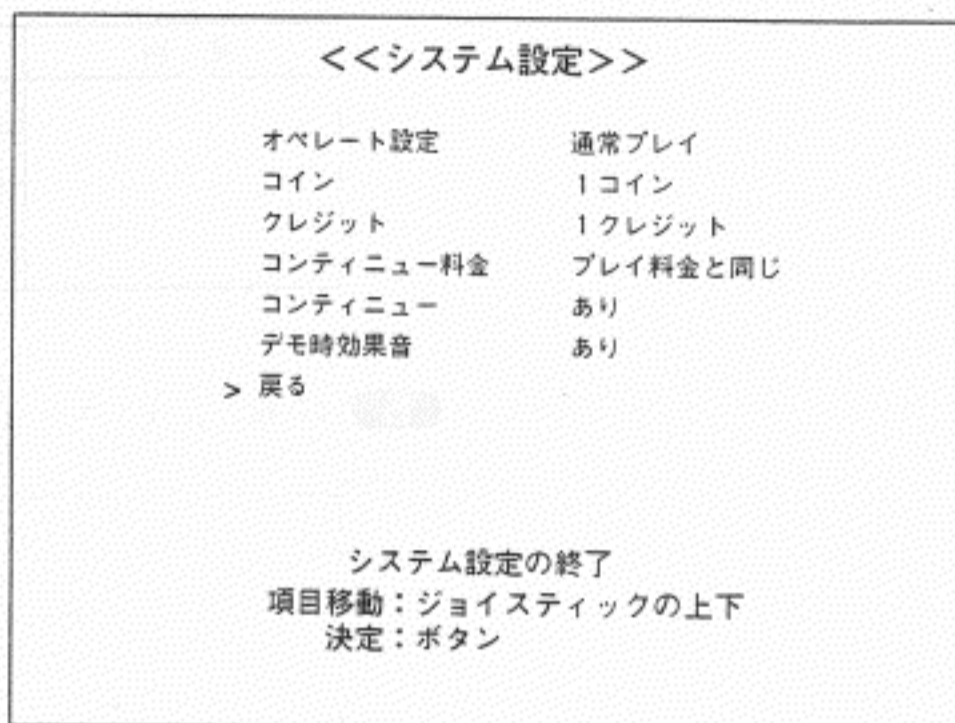 <<システム設定>>
オペレート設定 通常プレイ
コイン 1コイン
クレジット 1クレジット
コンティニュー料金 プレイ料金と同じ
コンティニュー あり
デモ時効果音 あり
> 戻る
システム設定の終了
項目移動：ジョイスティックの上下
決定：ボタン